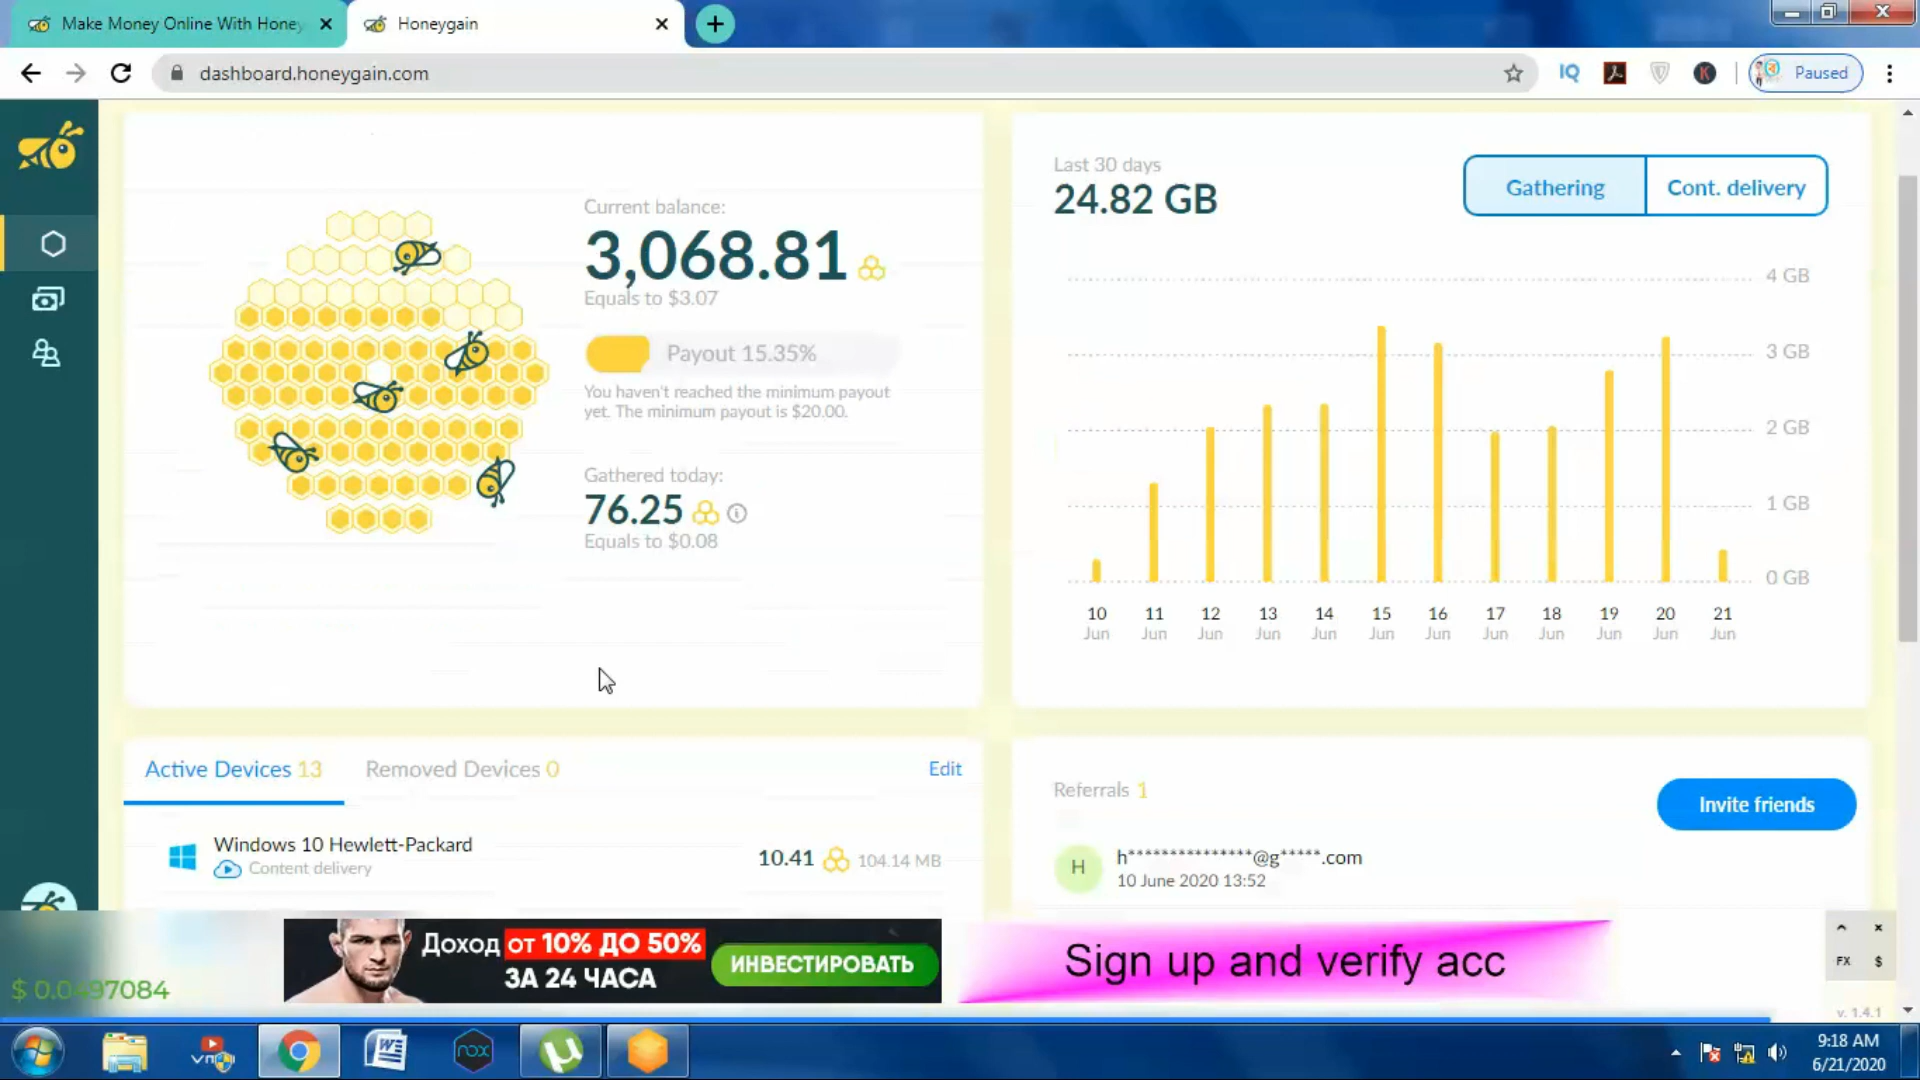 Make Money Online With Honey
Honeygain
dashboard.honeygain.com
IQ
K
Paused
Current balance:
3,068.81
Equals to $3.07
Payout 15.35%
You haven't reached the minimum payout
yet. The minimum payout is $20.00.
Gathered today:
76.25
Equals to $0.08
Last 30 days
24.82 GB
Gathering
Cont. delivery
4 GB
3 GB
2 GB
1 GB
0 GB
10 11 12 13 14 15 16 17 18 19 20 21
Jun Jun Jun Jun Jun Jun Jun Jun Jun Jun Jun Jun
Active Devices 13
Removed Devices 0
Edit
Windows 10 Hewlett-Packard
Content delivery
10.41
104.14 MB
Referrals 1
Invite friends
H
h***************@g*****.com
10 June 2020 13:52
$ 0.0497084
Доход от 10% ДО 50%
ЗА 24 ЧАСА
ИНВЕСТИРОВАТЬ
Sign up and verify acc
FX $
v. 1.4.1
vnПb
W
nox
µ
9:18 AM
6/21/2020